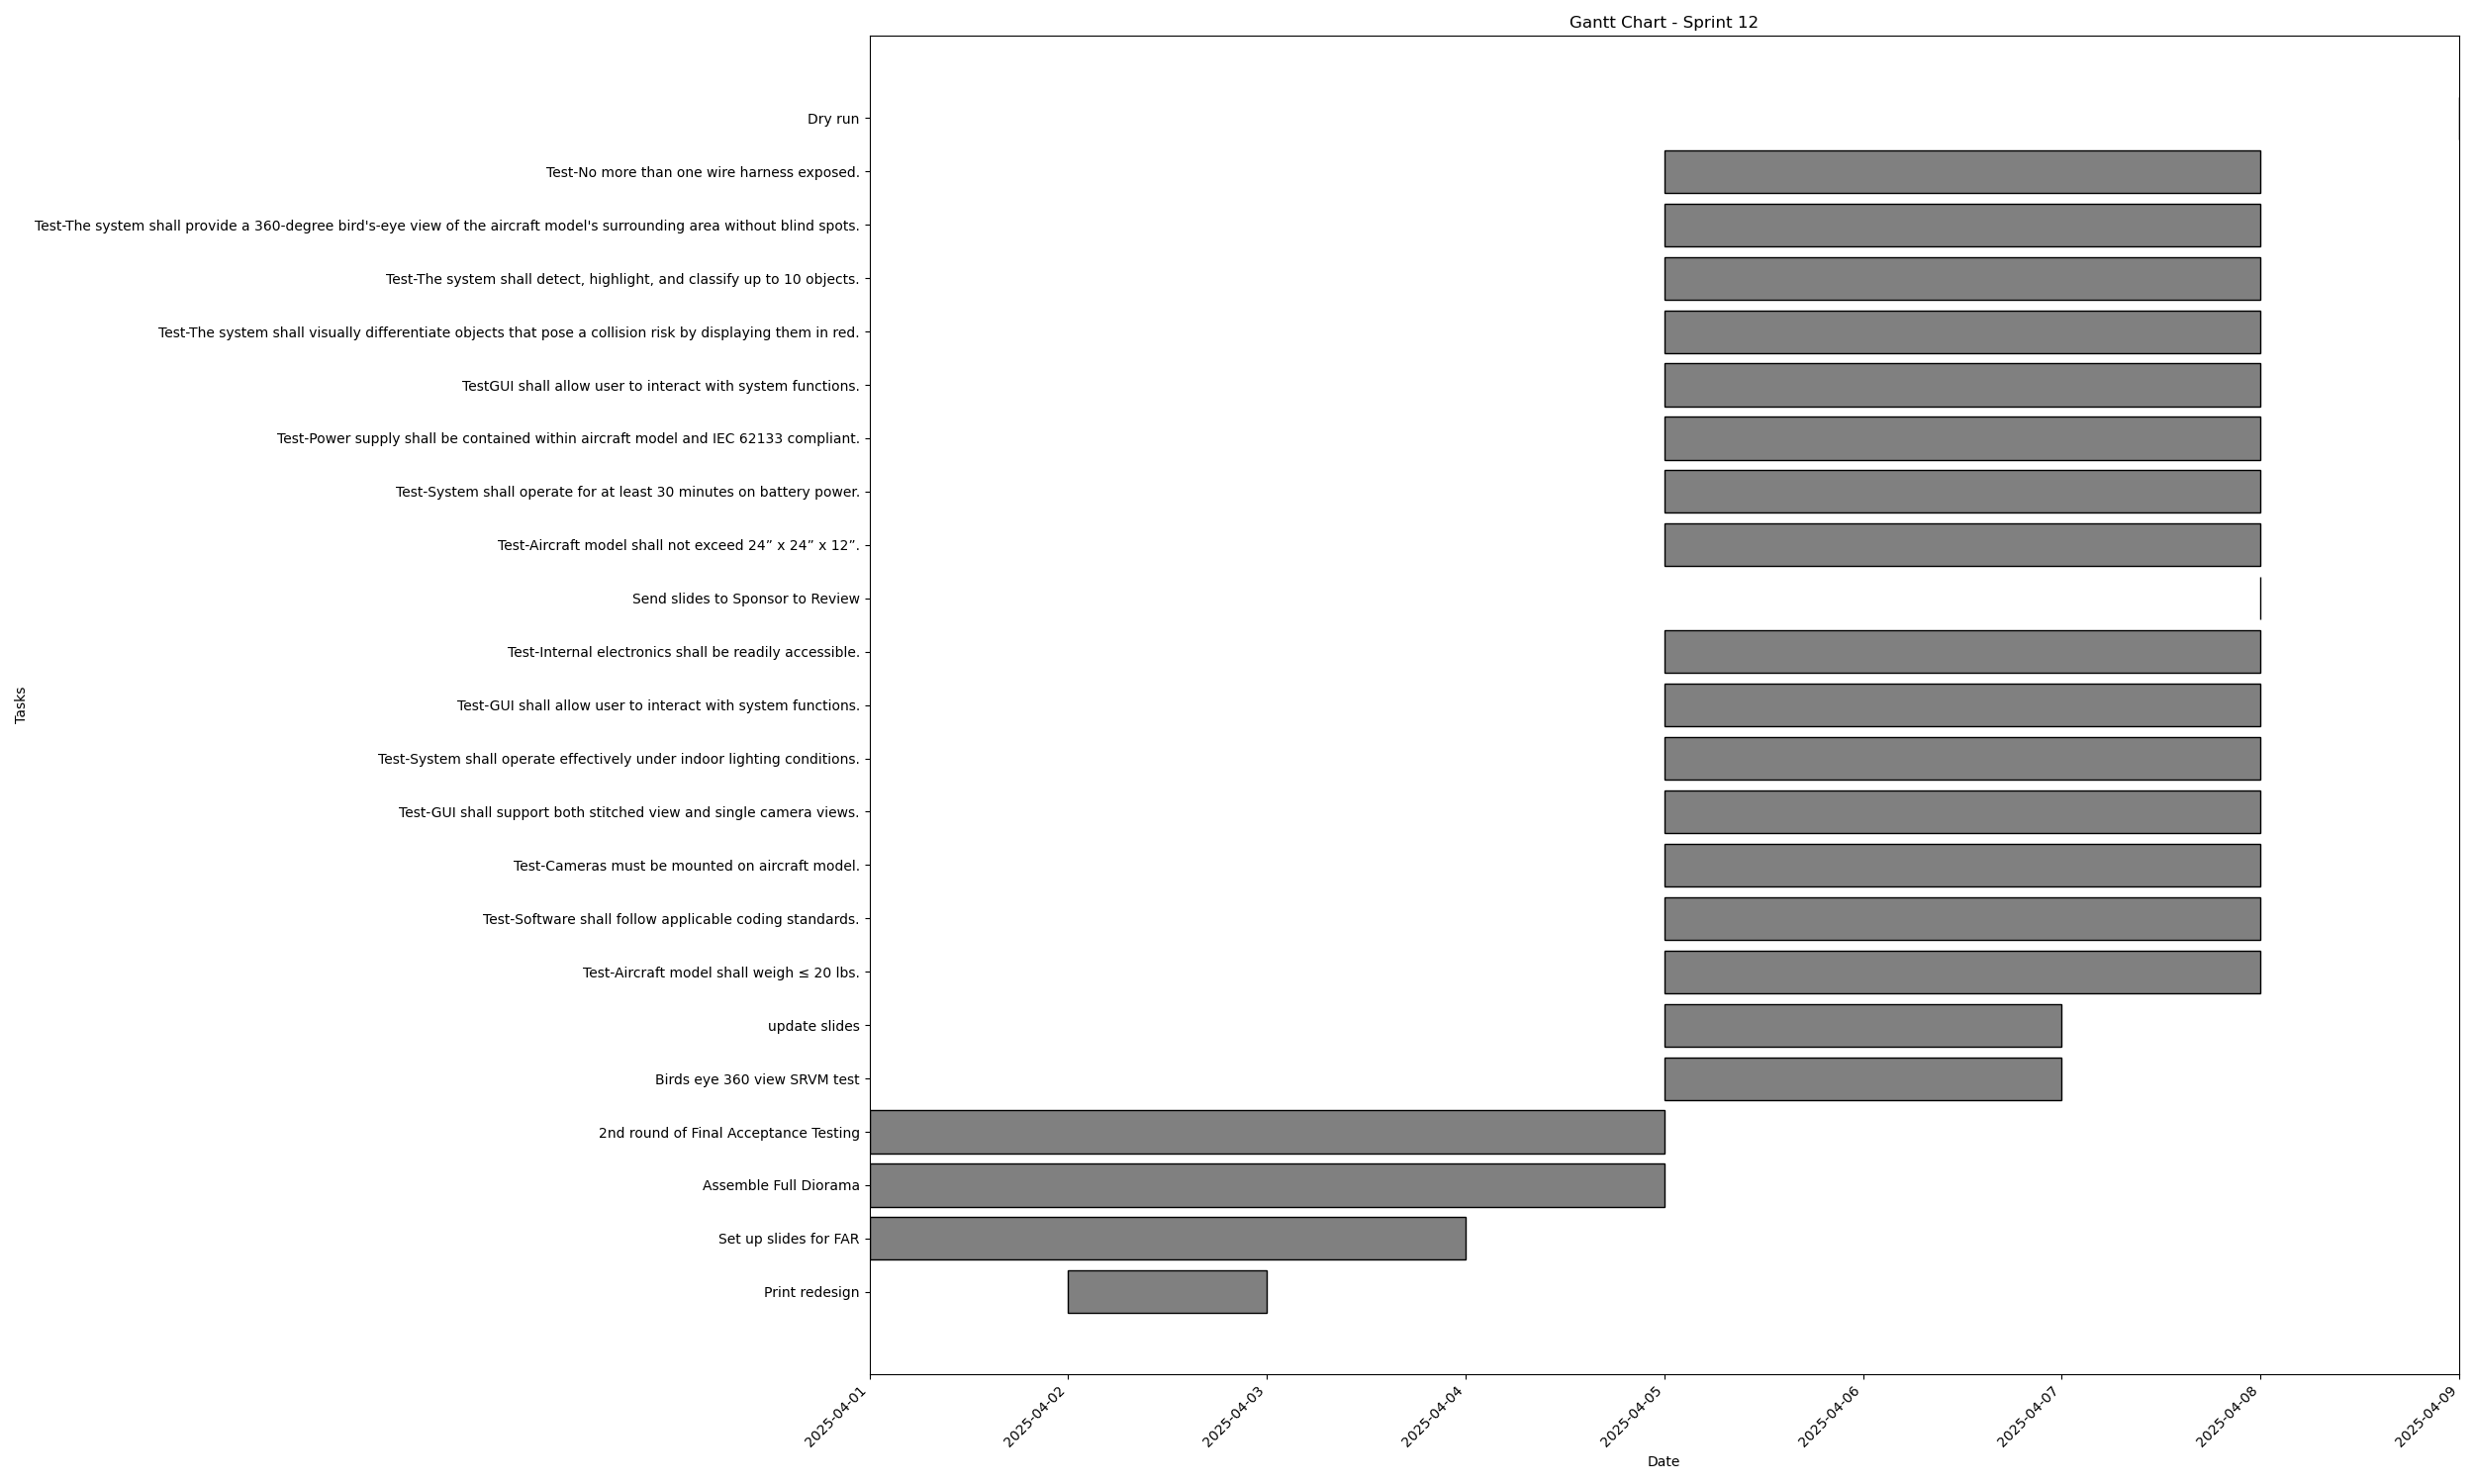 Gantt Chart - Sprint 12
Tasks
Dry run
Test-No more than one wire harness exposed.
Test-The system shall provide a 360-degree bird's-eye view of the aircraft model's surrounding area without blind spots.
Test-The system shall detect, highlight, and classify up to 10 objects.
Test-The system shall visually differentiate objects that pose a collision risk by displaying them in red.
TestGUI shall allow user to interact with system functions.
Test-Power supply shall be contained within aircraft model and IEC 62133 compliant.
Test-System shall operate for at least 30 minutes on battery power.
Test-Aircraft model shall not exceed 24” x 24” x 12”.
Send slides to Sponsor to Review
Test-Internal electronics shall be readily accessible.
Test-GUI shall allow user to interact with system functions.
Test-System shall operate effectively under indoor lighting conditions.
Test-GUI shall support both stitched view and single camera views.
Test-Cameras must be mounted on aircraft model.
Test-Software shall follow applicable coding standards.
Test-Aircraft model shall weigh ≤ 20 lbs.
update slides
Birds eye 360 view SRVM test
2nd round of Final Acceptance Testing
Assemble Full Diorama
Set up slides for FAR
Print redesign
2025-04-01
2025-04-02
2025-04-03
2025-04-04
2025-04-05
2025-04-06
2025-04-07
2025-04-08
2025-04-09
Date